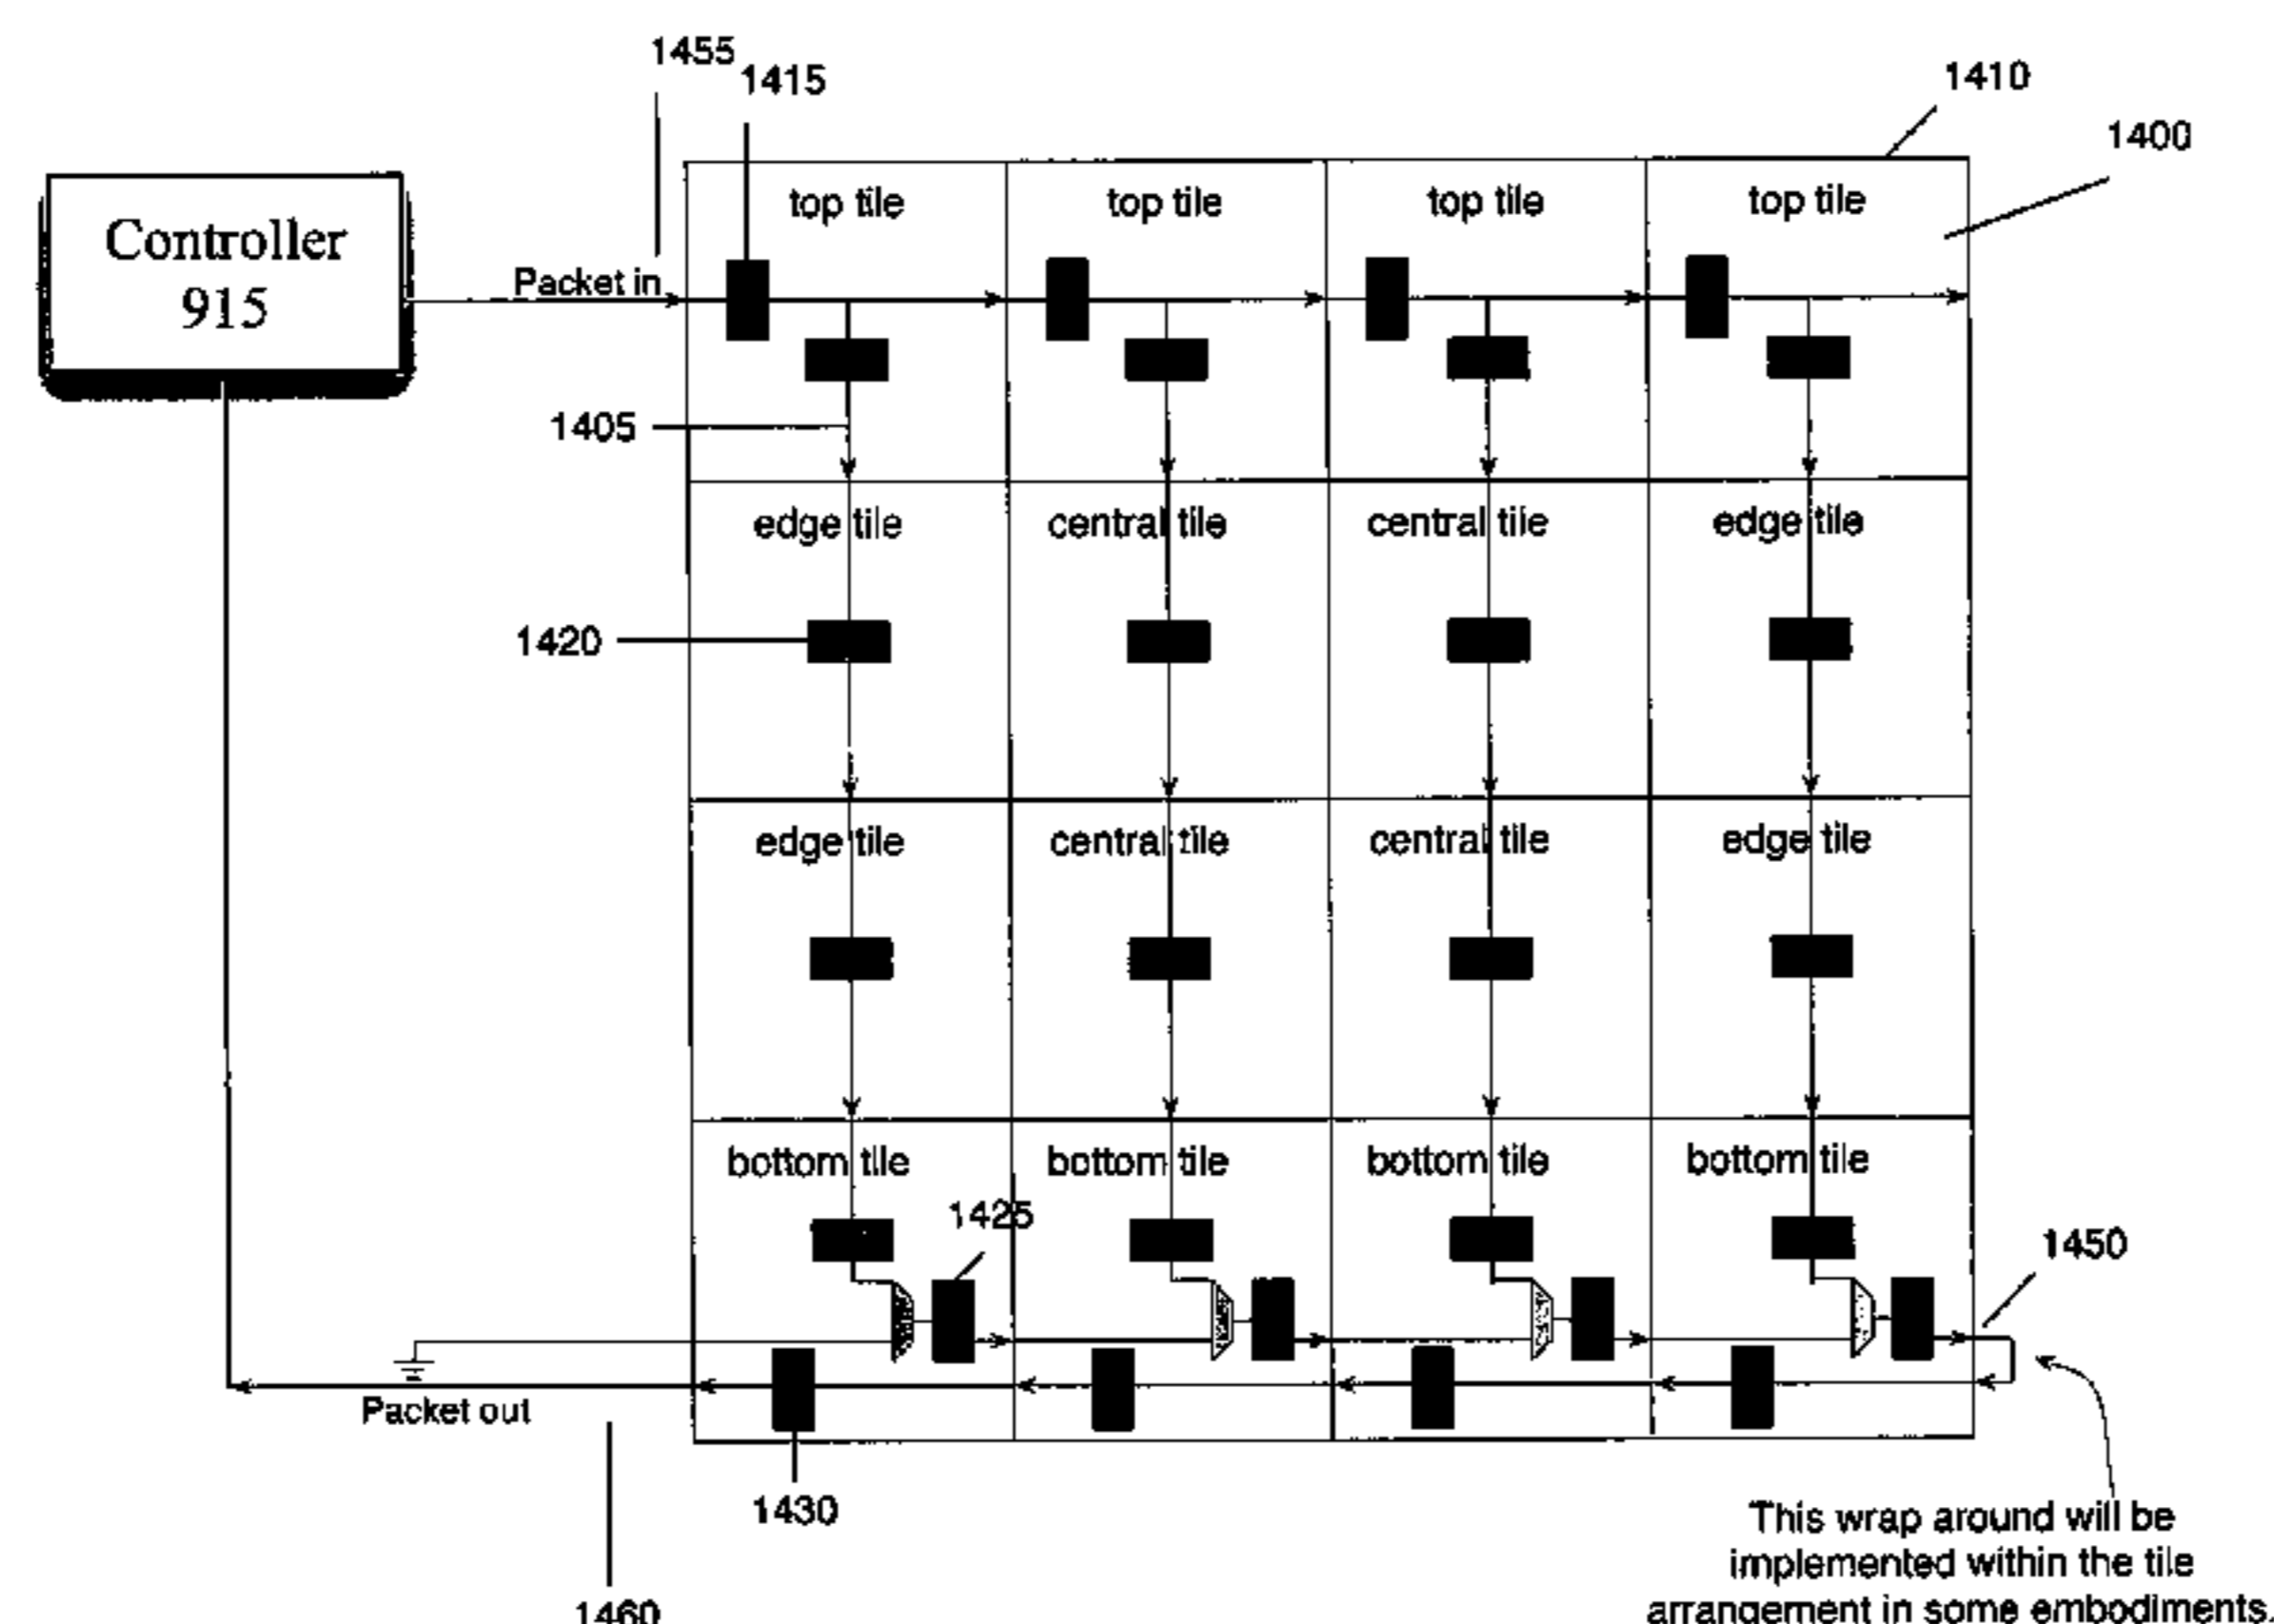 1455
1415
1410
1400
top tile top tile top tile top tile
Controller
915
Packet in
1405
edge tile central tile central tile edge tile
1420
edge tile central tile central tile edge tile
bottom tile bottom tile bottom tile bottom tile
1425
1450
Packet out
1430
This wrap around will be
implemented within the tile
arrangement in some embodiments.
1460